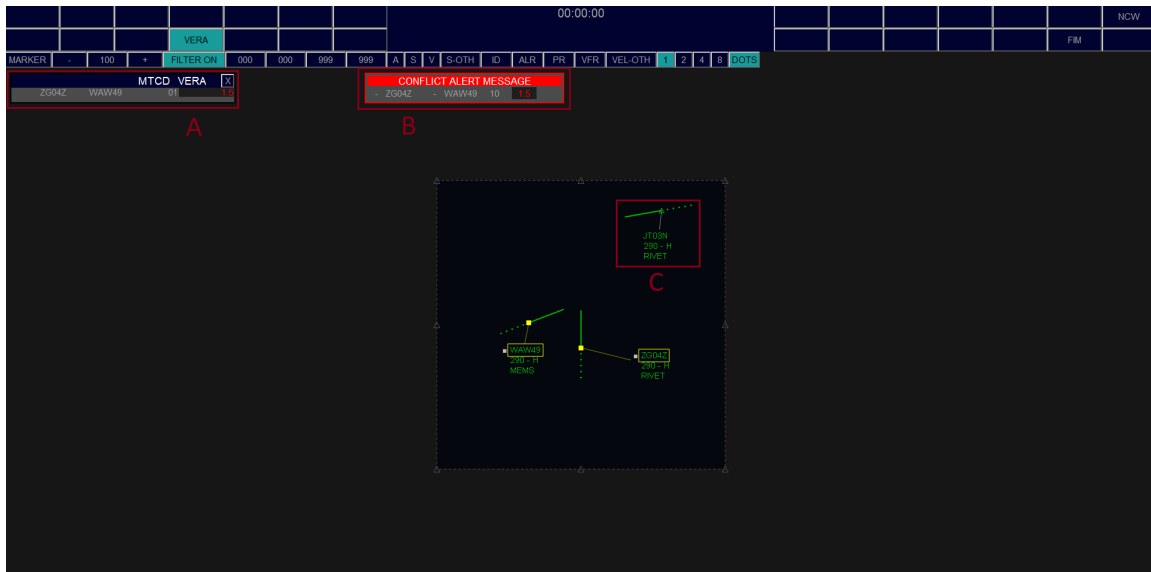 00:00:00
NCW
VERA
FIM
MARKER - 100 + FILTER ON 000 000 999 999 A S V S-OTH ID ALR PR VFR VEL-OTH 1 2 4 8 DOTS
MTCD VERA X
ZG04Z WAW49 01 1.5
A
CONFLICT ALERT MESSAGE
- ZG04Z - WAW49 10 1.5
B
JT03N
290 - H
RIVET
C
WAW49
290 - H
MEMS
ZG04Z
290 - H
RIVET